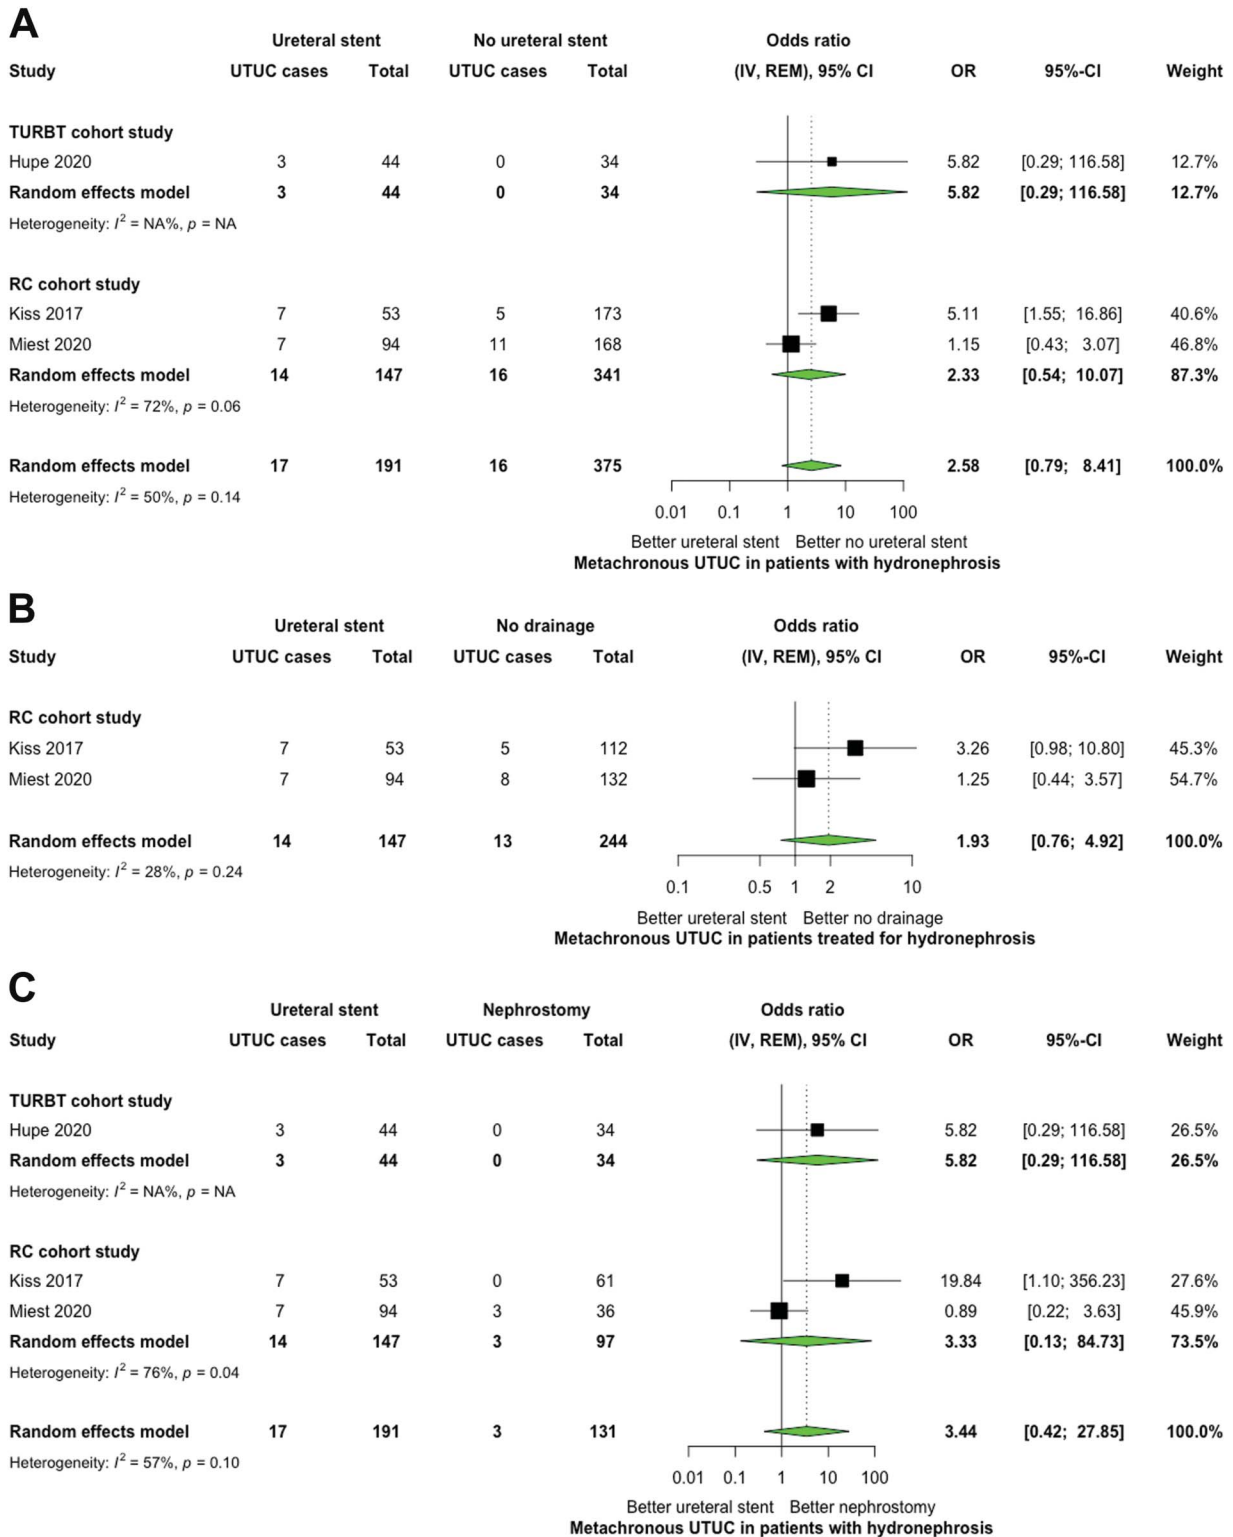 A
Ureteral stent No ureteral stent Odds ratio
Study UTUC cases Total UTUC cases Total (IV, REM), 95% CI OR 95%-CI Weight
TURBT cohort study
Hupe 2020 3 44 0 34 5.82 [0.29; 116.58] 12.7%
Random effects model 3 44 0 34 5.82 [0.29; 116.58] 12.7%
Heterogeneity: I² = NA%, p = NA
RC cohort study
Kiss 2017 7 53 5 173 5.11 [1.55; 16.86] 40.6%
Miest 2020 7 94 11 168 1.15 [0.43; 3.07] 46.8%
Random effects model 14 147 16 341 2.33 [0.54; 10.07] 87.3%
Heterogeneity: I² = 72%, p = 0.06
Random effects model 17 191 16 375 2.58 [0.79; 8.41] 100.0%
Heterogeneity: I² = 50%, p = 0.14
0.01 0.1 1 10 100
Better ureteral stent Better no ureteral stent
Metachronous UTUC in patients with hydronephrosis
B
Ureteral stent No drainage Odds ratio
Study UTUC cases Total UTUC cases Total (IV, REM), 95% CI OR 95%-CI Weight
RC cohort study
Kiss 2017 7 53 5 112 3.26 [0.98; 10.80] 45.3%
Miest 2020 7 94 8 132 1.25 [0.44; 3.57] 54.7%
Random effects model 14 147 13 244 1.93 [0.76; 4.92] 100.0%
Heterogeneity: I² = 28%, p = 0.24
0.1 0.5 1 2 10
Better ureteral stent Better no drainage
Metachronous UTUC in patients treated for hydronephrosis
C
Ureteral stent Nephrostomy Odds ratio
Study UTUC cases Total UTUC cases Total (IV, REM), 95% CI OR 95%-CI Weight
TURBT cohort study
Hupe 2020 3 44 0 34 5.82 [0.29; 116.58] 26.5%
Random effects model 3 44 0 34 5.82 [0.29; 116.58] 26.5%
Heterogeneity: I² = NA%, p = NA
RC cohort study
Kiss 2017 7 53 0 61 19.84 [1.10; 356.23] 27.6%
Miest 2020 7 94 3 36 0.89 [0.22; 3.63] 45.9%
Random effects model 14 147 3 97 3.33 [0.13; 84.73] 73.5%
Heterogeneity: I² = 76%, p = 0.04
Random effects model 17 191 3 131 3.44 [0.42; 27.85] 100.0%
Heterogeneity: I² = 57%, p = 0.10
0.01 0.1 1 10 100
Better ureteral stent Better nephrostomy
Metachronous UTUC in patients with hydronephrosis